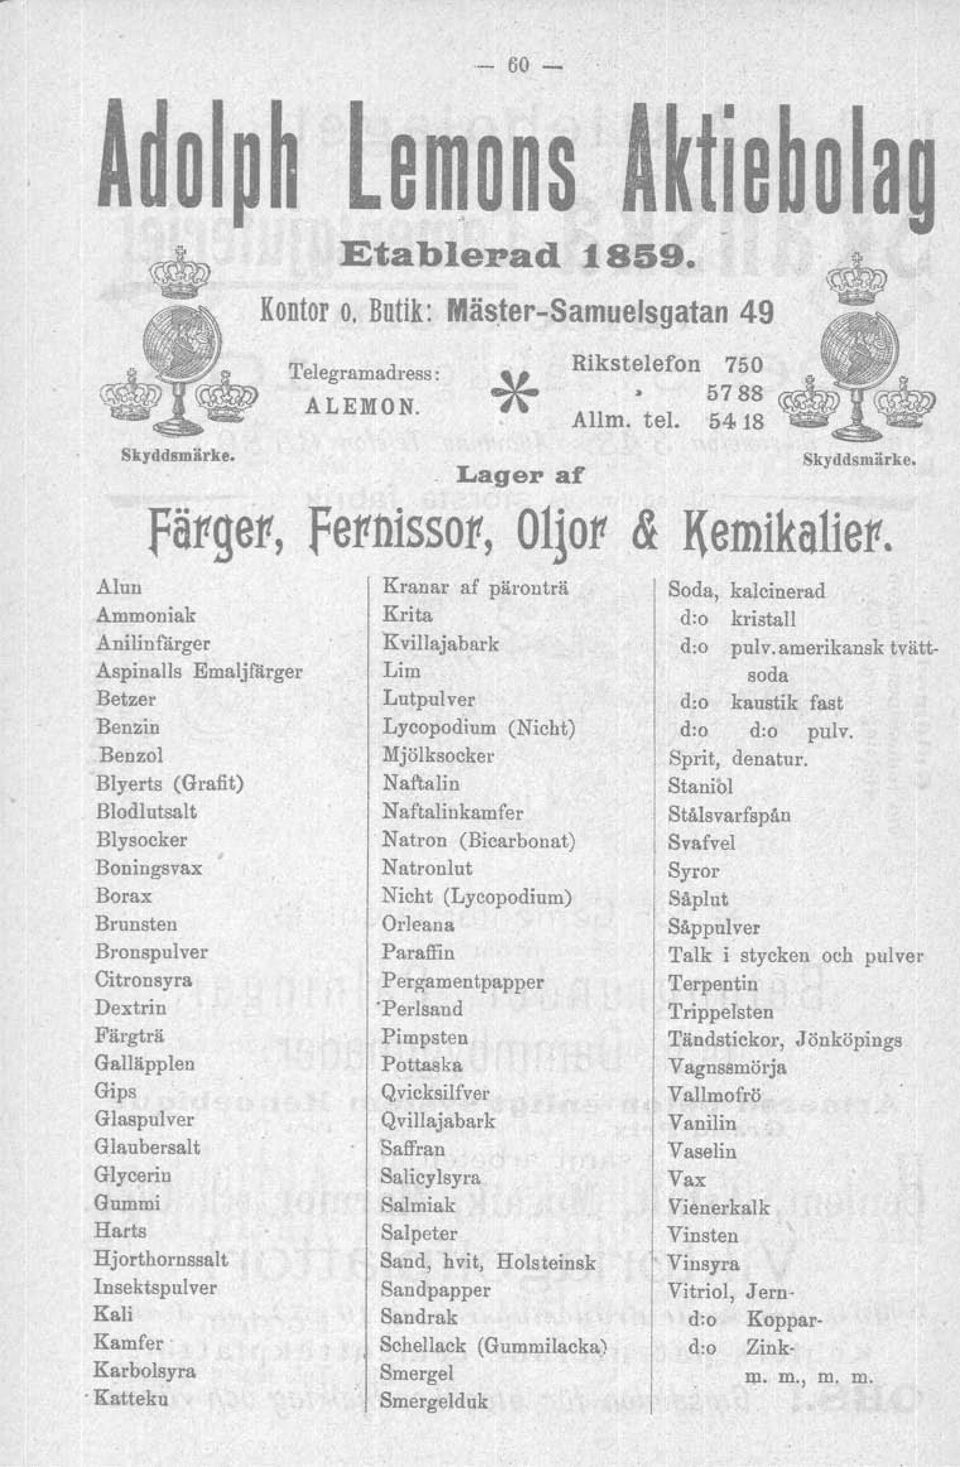 — 60 —
Adolph Lemons Aktiebolag
Etablerad 1859.
Kontor o. Butik: Mäster-Samuelsgatan 49
Telegramadress:
ALEMON.
Rikstelefon 750
» 57 88
Allm. tel. 54 18
Skyddsmärke.
Skyddsmärke.
Lager af
Färger, Fernissor, Oljor & Kemikalier.
Alun
Ammoniak
Anilinfärger
Aspinalls Emaljfärger
Betzer
Benzin
Benzol
Blyerts (Grafit)
Blodlutsalt
Blysocker
Boningsvax
Borax
Brunsten
Bronspulver
Citronsyra
Dextrin
Färgträ
Galläpplen
Gips
Glaspulver
Glaubersalt
Glycerin
Gummi
Harts
Hjorthornssalt
Insektspulver
Kali
Kamfer
Karbolsyra
Katteku
Kranar af päronträ
Krita
Kvillajabark
Lim
Lutpulver
Lycopodium (Nicht)
Mjölksocker
Naftalin
Naftalinkamfer
Natron (Bicarbonat)
Natronlut
Nicht (Lycopodium)
Orleana
Paraffin
Pergamentpapper
Perlsand
Pimpsten
Pottaska
Qvicksilfver
Qvillajabark
Saffran
Salicylsyra
Salmiak
Salpeter
Sand, hvit, Holsteinsk
Sandpapper
Sandrak
Schellack (Gummilacka)
Smergel
Smergelduk
Soda, kalcinerad
d:o kristall
d:o pulv. amerikansk tvätt-
soda
d:o kaustik fast
d:o d:o pulv.
Sprit, denatur.
Staniol
Stålsvarfspån
Svafvel
Syror
Såplut
Såppulver
Talk i stycken och pulver
Terpentin
Trippelsten
Tändstickor, Jönköpings
Vagnssmörja
Vallmofrö
Vanilin
Vaselin
Vax
Vienerkalk
Vinsten
Vinsyra
Vitriol, Jern-
d:o Koppar-
d:o Zink-
m. m., m. m.